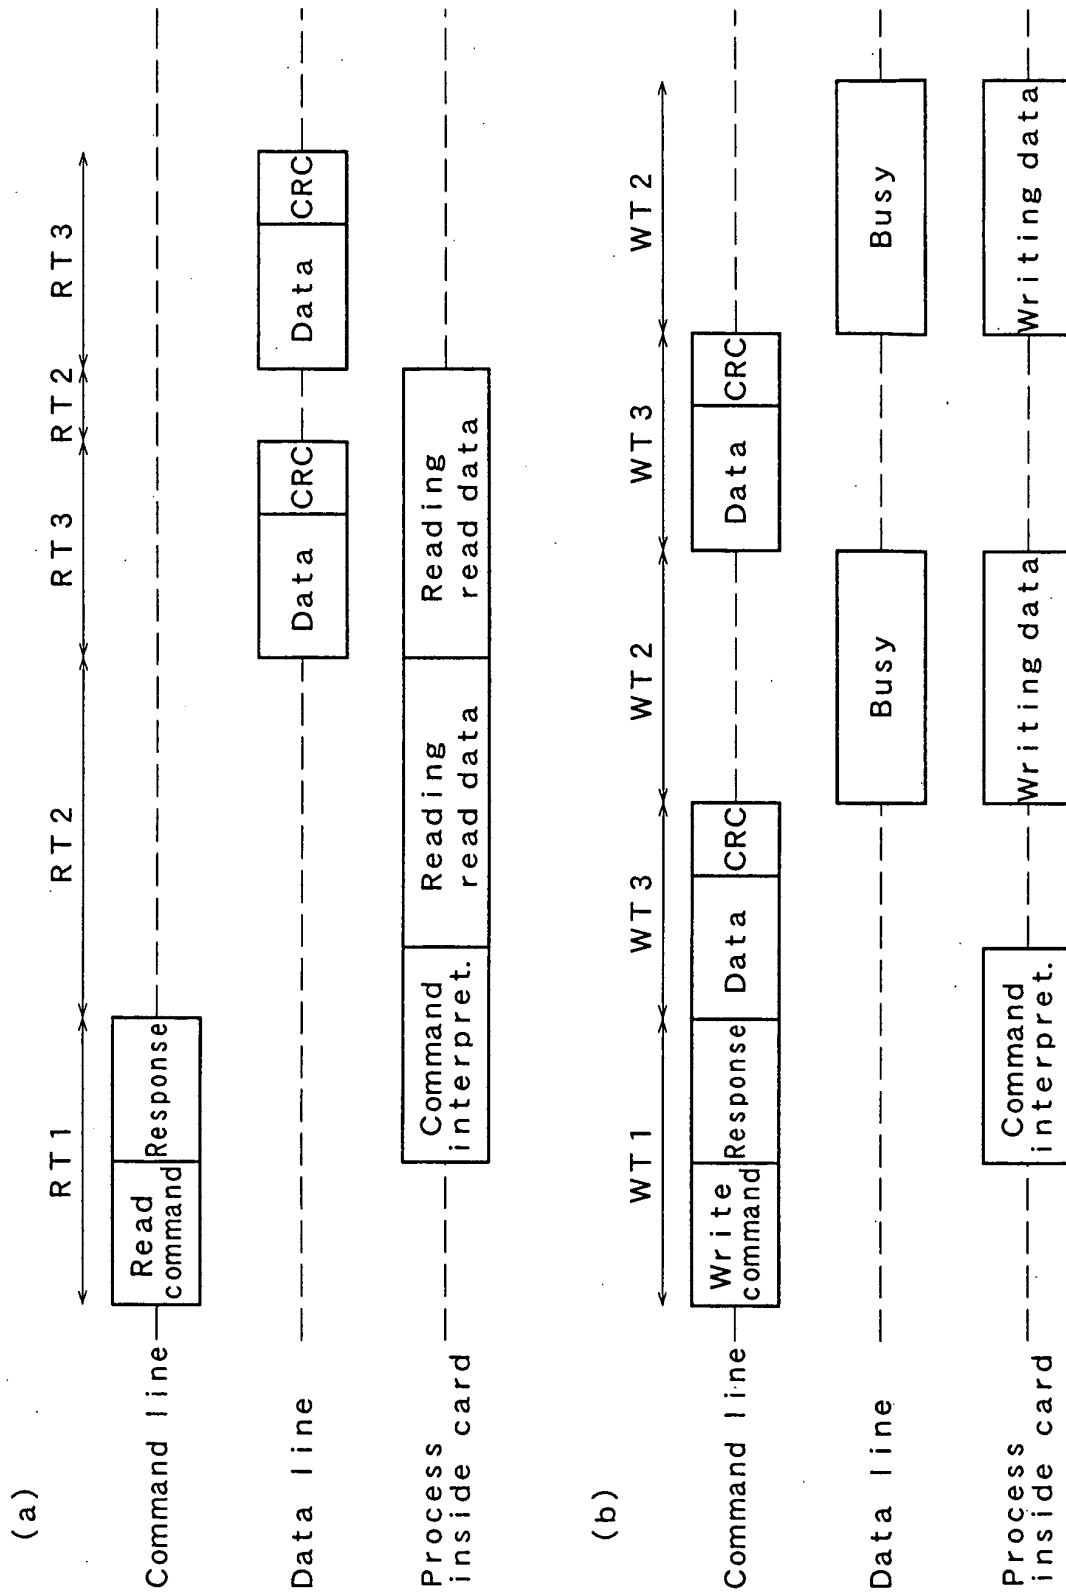 (a)
RT1
RT2
RT3
RT2
RT3
Command line
Read
command
Response
Data line
Data
CRC
Data
CRC
Process
inside card
Command
interpret.
Reading
read data
Reading
read data
(b)
WT1
WT3
WT2
WT3
WT2
Command line
Write
command
Response
Data
CRC
Data
CRC
Data line
Busy
Busy
Process
inside card
Command
interpret.
Writing data
Writing data